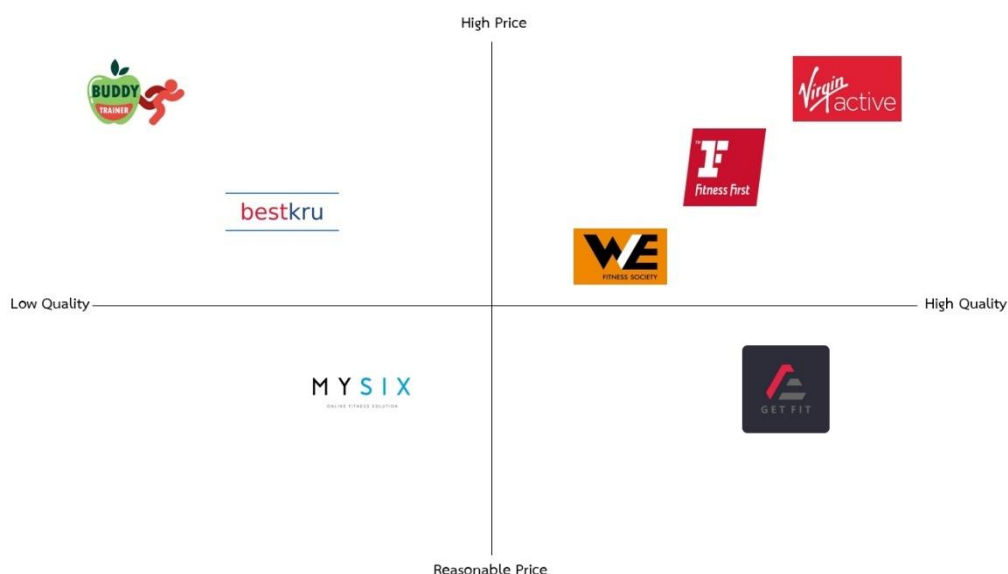 High Price
BUDDY
TRAINER
Virgin
active
TM
fitness first
bestkru
WE
FITNESS SOCIETY
Low Quality
High Quality
MYSIX
ONLINE FITNESS SOLUTION
GET FIT
Reasonable Price